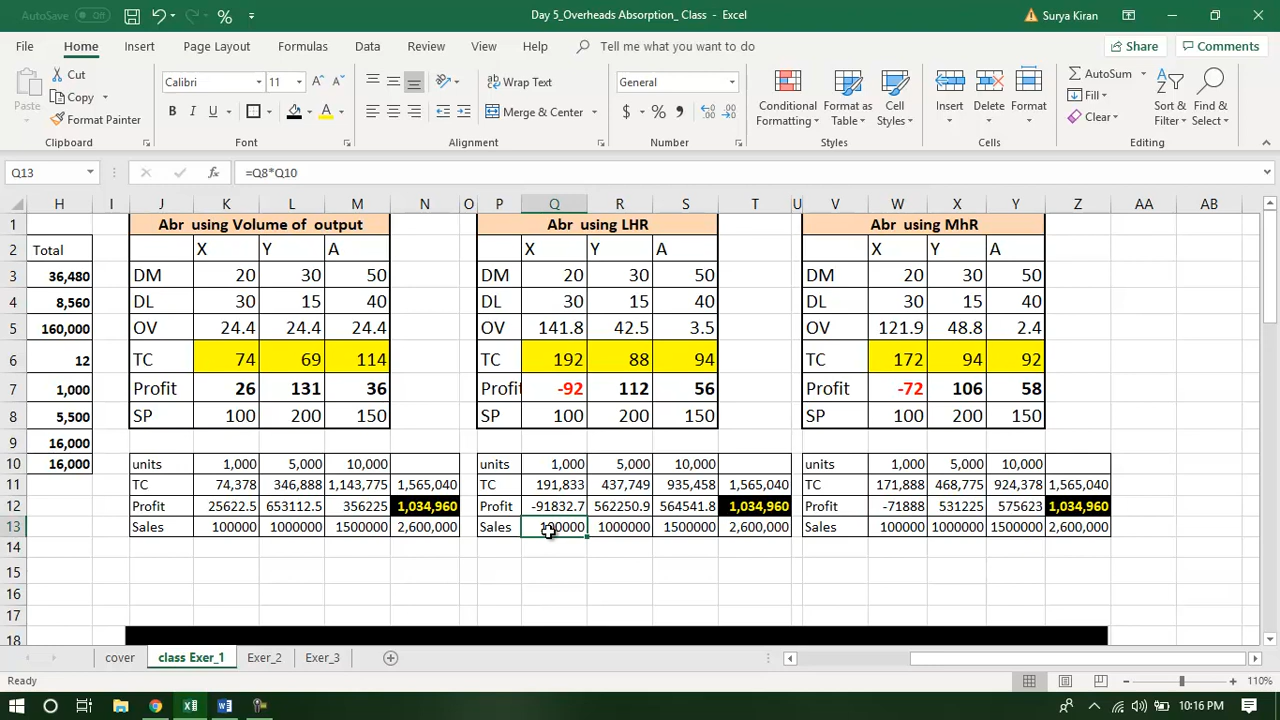 AutoSave Off Day 5_Overheads Absorption_ Class - Excel Surya Kiran
File Home Insert Page Layout Formulas Data Review View Help Tell me what you want to do Share Comments
Paste Cut Copy Format Painter Clipboard
Calibri 11 B I U Font
Wrap Text Merge & Center Alignment
General $ % Number
Conditional Formatting Format as Table Cell Styles Styles
Insert Delete Format Cells
AutoSum Fill Clear Sort & Filter Find & Select Editing
Q13 fx =Q8*Q10
H I J K L M N O P Q R S T U V W X Y Z AA AB
1 Abr using Volume of output Abr using LHR Abr using MhR
2 Total X Y A X Y A X Y A
3 36,480 DM 20 30 50 DM 20 30 50 DM 20 30 50
4 8,560 DL 30 15 40 DL 30 15 40 DL 30 15 40
5 160,000 OV 24.4 24.4 24.4 OV 141.8 42.5 3.5 OV 121.9 48.8 2.4
6 12 TC 74 69 114 TC 192 88 94 TC 172 94 92
7 1,000 Profit 26 131 36 Profit -92 112 56 Profit -72 106 58
8 5,500 SP 100 200 150 SP 100 200 150 SP 100 200 150
9 16,000
10 16,000 units 1,000 5,000 10,000 units 1,000 5,000 10,000 units 1,000 5,000 10,000
11 TC 74,378 346,888 1,143,775 1,565,040 TC 191,833 437,749 935,458 1,565,040 TC 171,888 468,775 924,378 1,565,040
12 Profit 25622.5 653112.5 356225 1,034,960 Profit -91832.7 562250.9 564541.8 1,034,960 Profit -71888 531225 575623 1,034,960
13 Sales 100000 1000000 1500000 2,600,000 Sales 100000 1000000 1500000 2,600,000 Sales 100000 1000000 1500000 2,600,000
14
15
16
17
18
cover class Exer_1 Exer_2 Exer_3
Ready 110%
10:16 PM